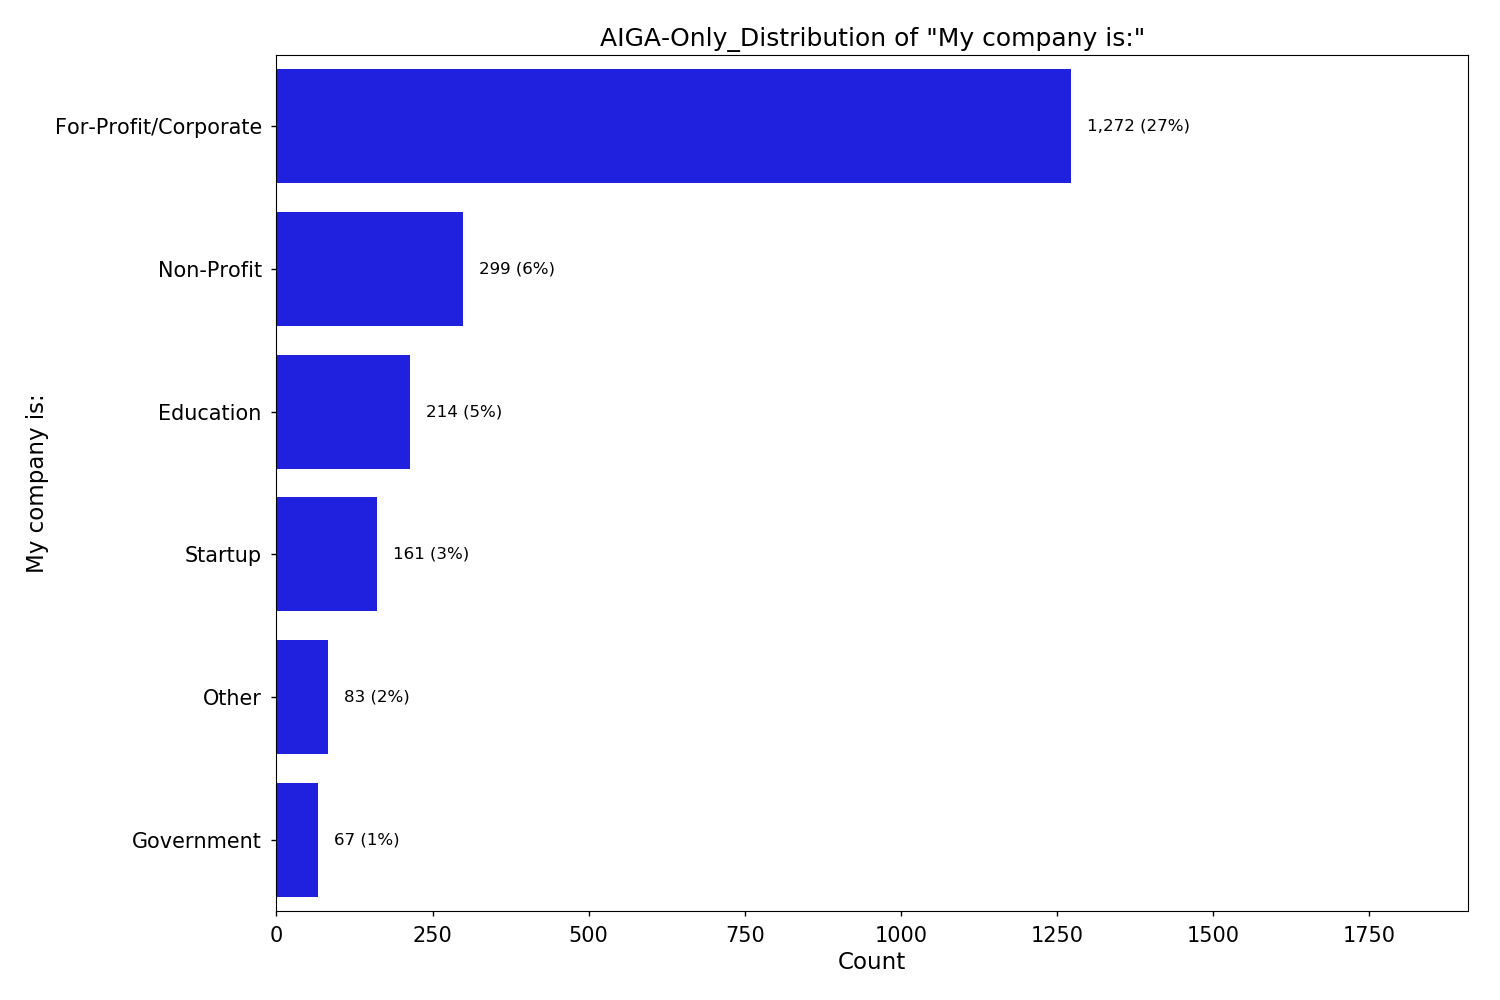 AIGA-Only_Distribution of "My company is:"
For-Profit/Corporate
1,272 (27%)
Non-Profit
299 (6%)
Education
214 (5%)
Startup
161 (3%)
Other
83 (2%)
Government
67 (1%)
My company is:
0 250 500 750 1000 1250 1500 1750
Count